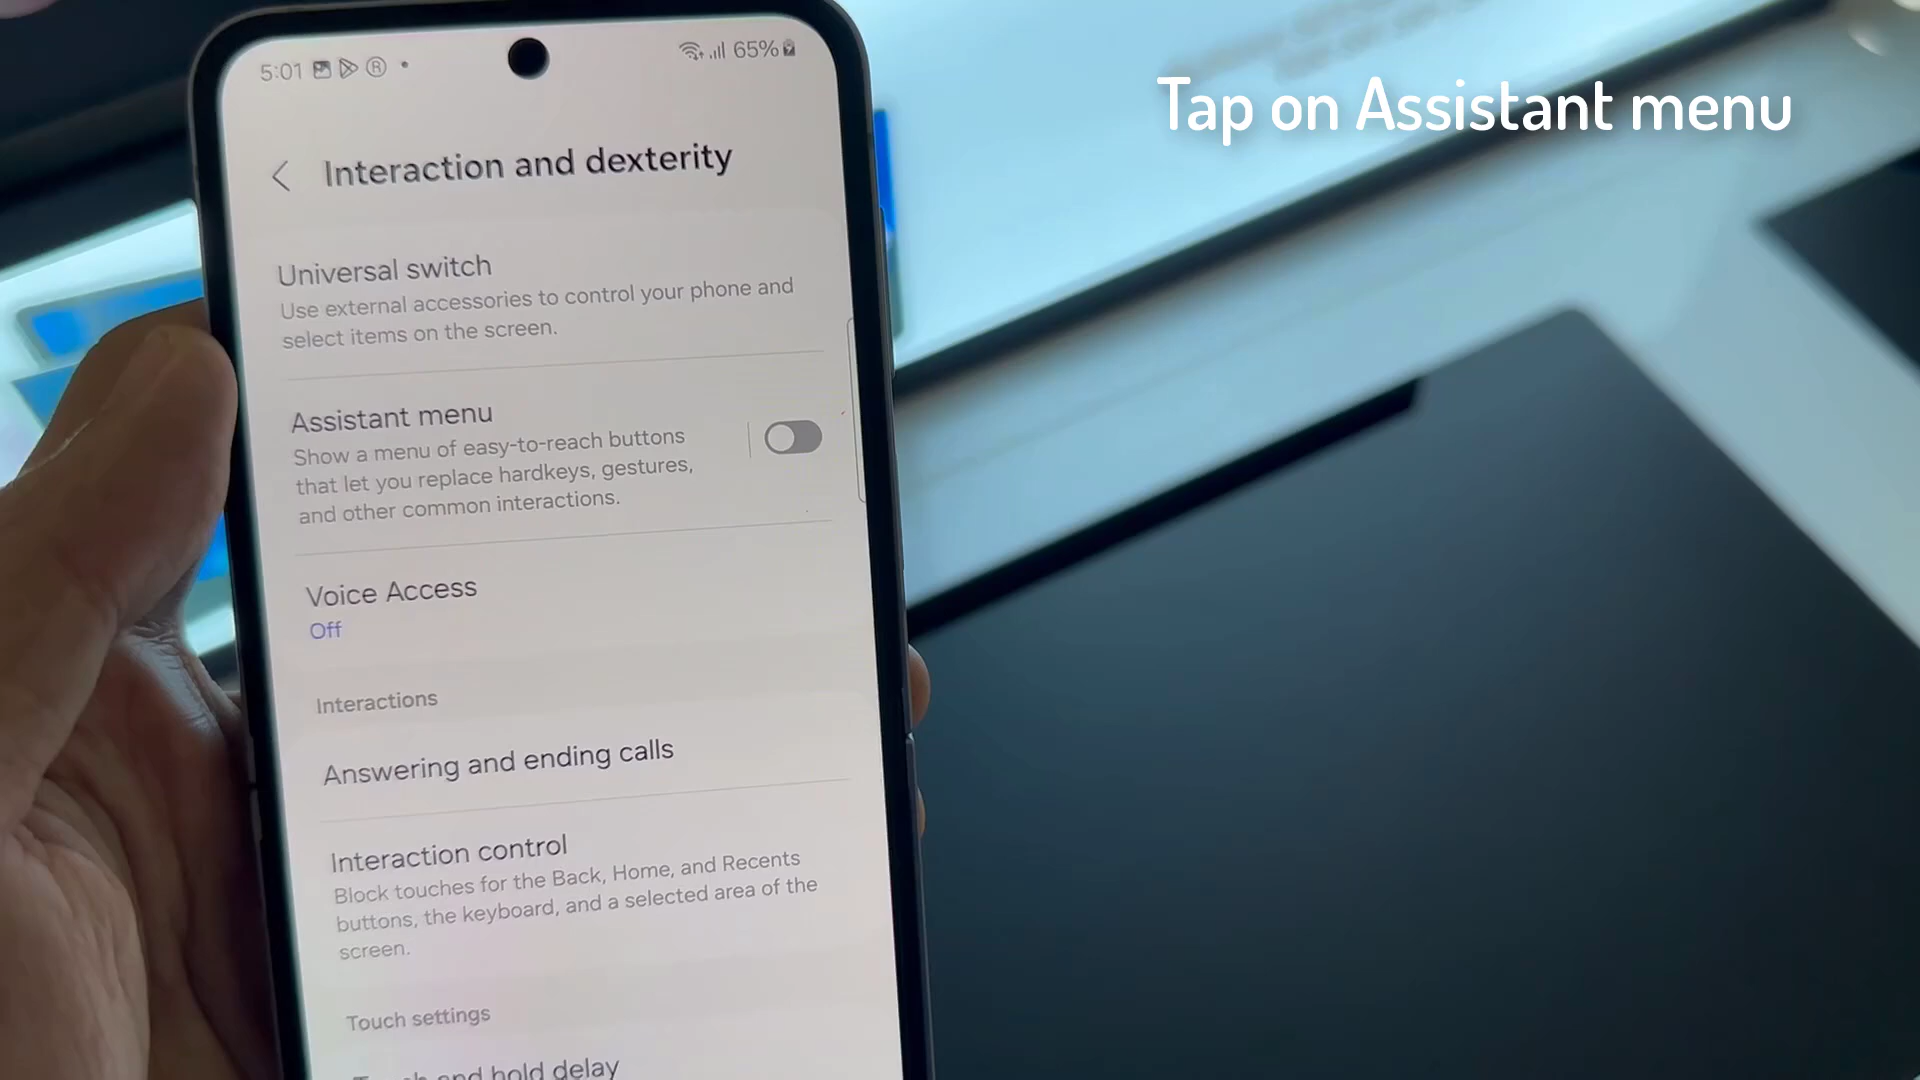 Tap on Assistant menu
5:01
65%
Interaction and dexterity
Universal switch
Use external accessories to control your phone and
select items on the screen.
Assistant menu
Show a menu of easy-to-reach buttons
that let you replace hardkeys, gestures,
and other common interactions.
Voice Access
Off
Interactions
Answering and ending calls
Interaction control
Block touches for the Back, Home, and Recents
buttons, the keyboard, and a selected area of the
screen.
Touch settings
and hold delay